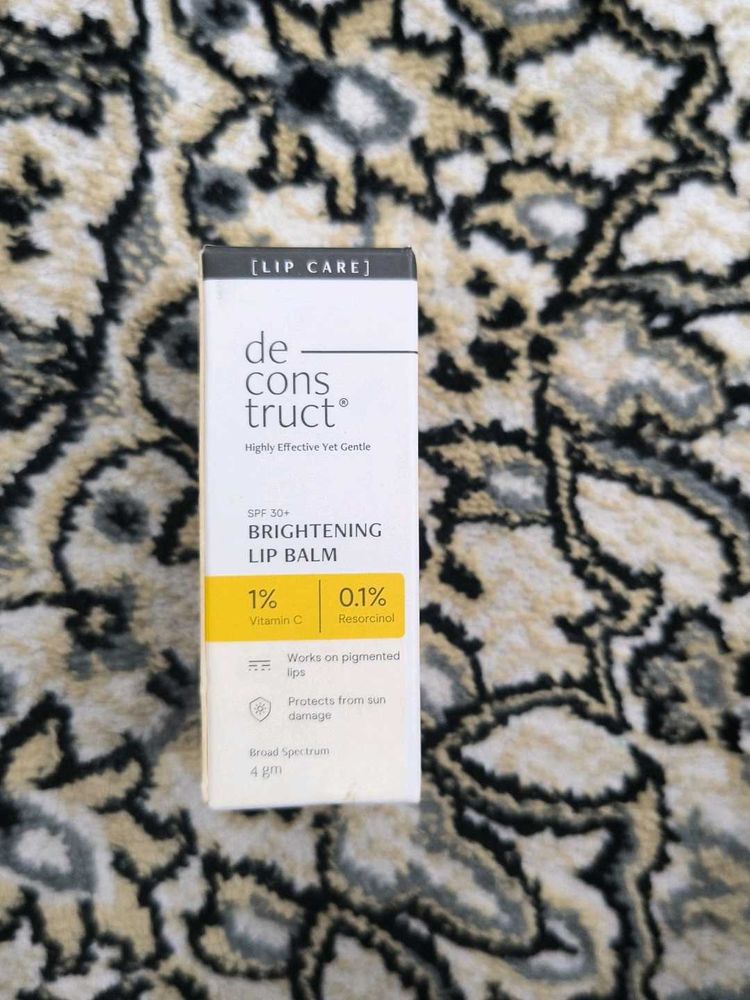 [LIP CARE]
de
cons
truct®
Highly Effective Yet Gentle
SPF 30+
BRIGHTENING
LIP BALM
1%
Vitamin C
0.1%
Resorcinol
Works on pigmented
lips
Protects from sun
damage
Broad Spectrum
4 gm